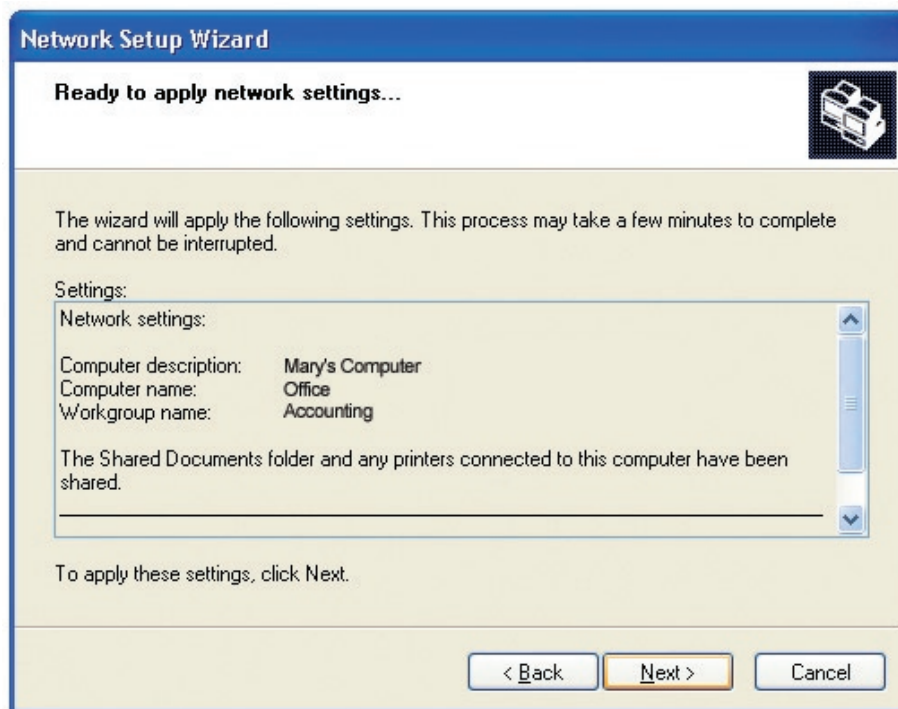 Network Setup Wizard
Ready to apply network settings...
The wizard will apply the following settings. This process may take a few minutes to complete
and cannot be interrupted.
Settings:
Network settings:
Computer description: Mary's Computer
Computer name: Office
Workgroup name: Accounting
The Shared Documents folder and any printers connected to this computer have been
shared.
To apply these settings, click Next.
< Back Next > Cancel